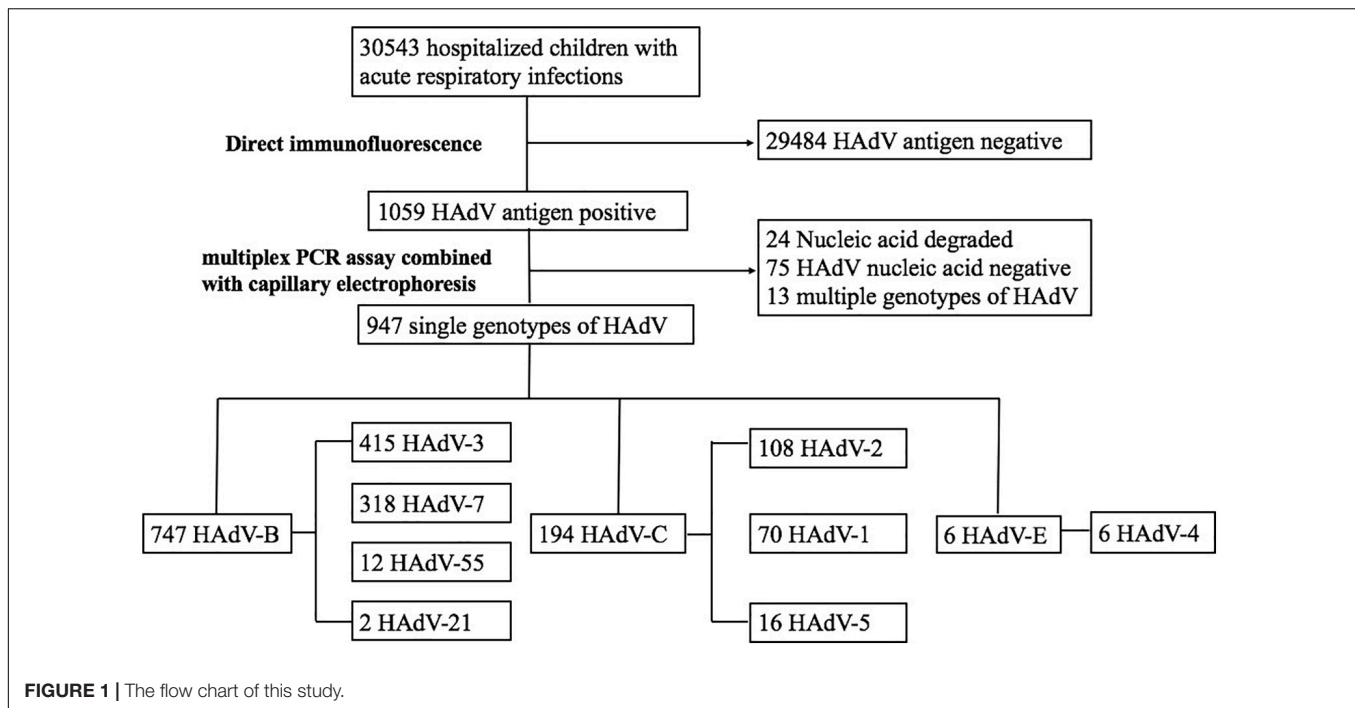 30543 hospitalized children with
acute respiratory infections
Direct immunofluorescence
29484 HAdV antigen negative
1059 HAdV antigen positive
multiplex PCR assay combined
with capillary electrophoresis
24 Nucleic acid degraded
75 HAdV nucleic acid negative
13 multiple genotypes of HAdV
947 single genotypes of HAdV
747 HAdV-B
415 HAdV-3
318 HAdV-7
12 HAdV-55
2 HAdV-21
194 HAdV-C
108 HAdV-2
70 HAdV-1
16 HAdV-5
6 HAdV-E
6 HAdV-4
FIGURE 1 | The flow chart of this study.